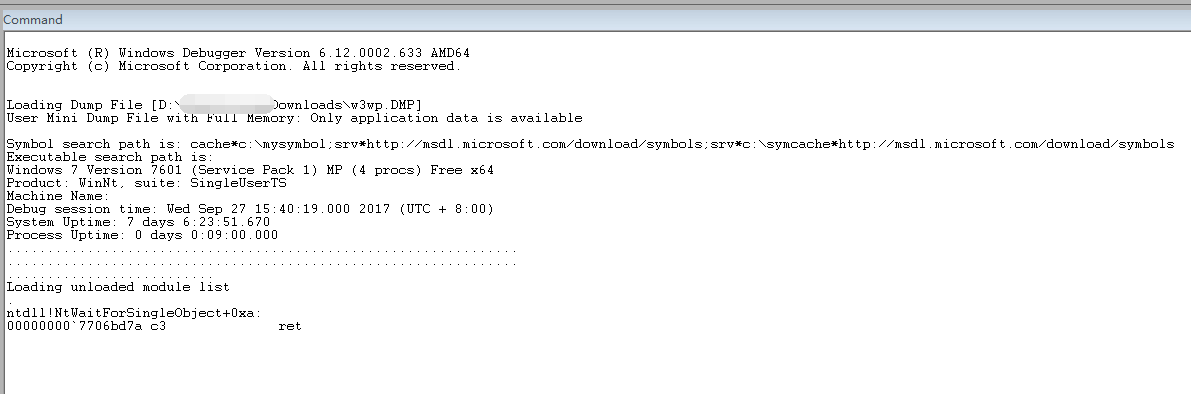 Command
Microsoft (R) Windows Debugger Version 6.12.0002.633 AMD64
Copyright (c) Microsoft Corporation. All rights reserved.
Loading Dump File [D:\ Downloads\w3wp.DMP]
User Mini Dump File with Full Memory: Only application data is available
Symbol search path is: cache*c:\mysymbol;srv*http://msdl.microsoft.com/download/symbols;srv*c:\symcache*http://msdl.microsoft.com/download/symbols
Executable search path is:
Windows 7 Version 7601 (Service Pack 1) MP (4 procs) Free x64
Product: WinNt, suite: SingleUserTS
Machine Name:
Debug session time: Wed Sep 27 15:40:19.000 2017 (UTC + 8:00)
System Uptime: 7 days 6:23:51.670
Process Uptime: 0 days 0:09:00.000
................................................................
................................................................
..........................
Loading unloaded module list
.
ntdll!NtWaitForSingleObject+0xa:
00000000`7706bd7a c3              ret